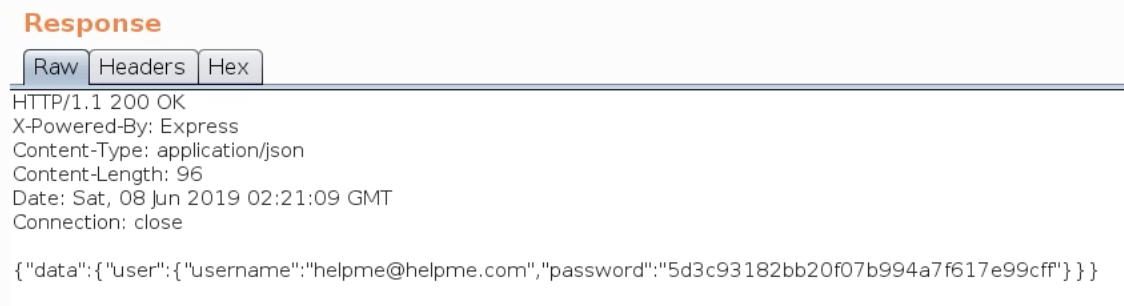 Response
Raw Headers Hex
HTTP/1.1 200 OK
X-Powered-By: Express
Content-Type: application/json
Content-Length: 96
Date: Sat, 08 Jun 2019 02:21:09 GMT
Connection: close
{"data":{"user":{"username":"helpme@helpme.com","password":"5d3c93182bb20f07b994a7f617e99cff"}}}